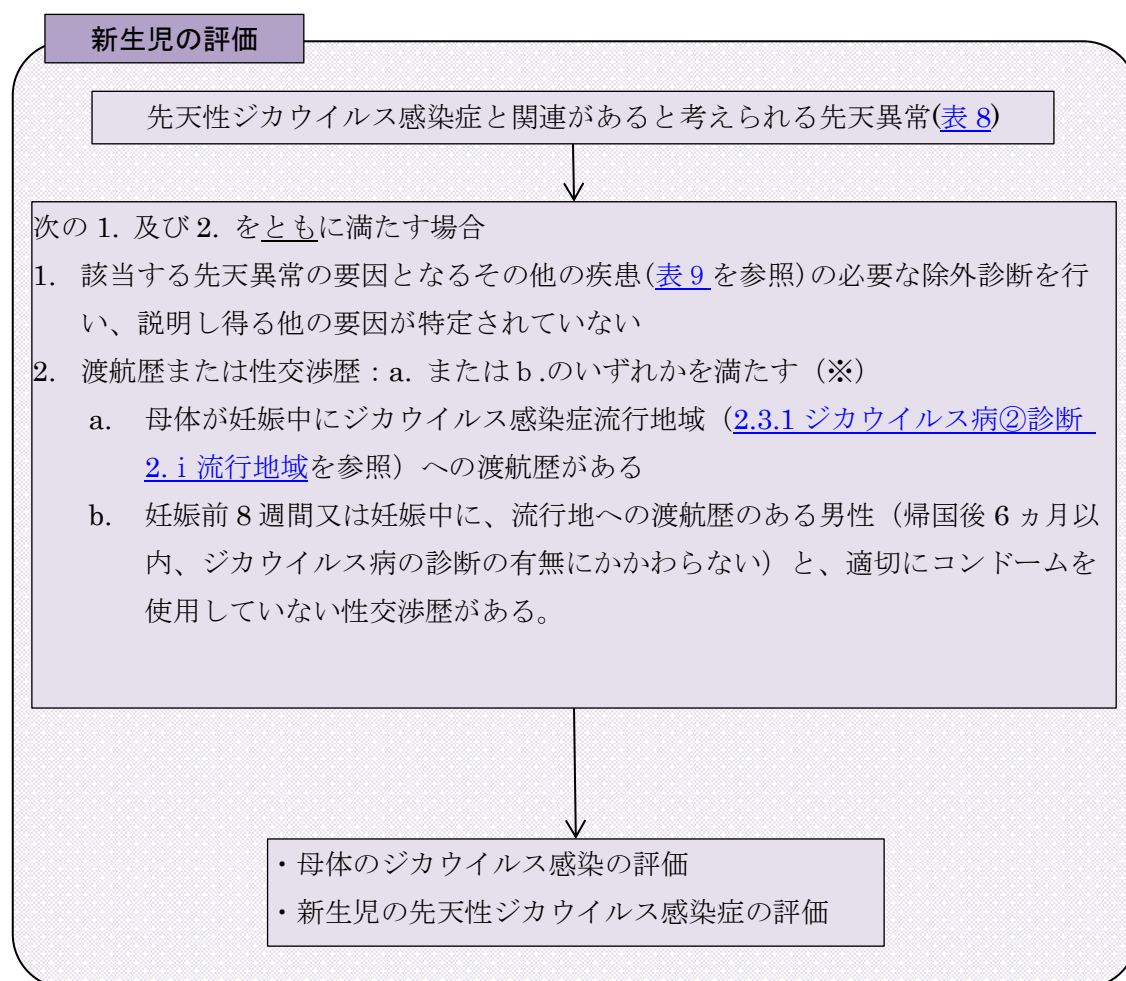 新生児の評価
先天性ジカウイルス感染症と関連があると考えられる先天異常(表 8)
次の 1. 及び 2. をともに満たす場合
1. 該当する先天異常の要因となるその他の疾患(表 9 を参照)の必要な除外診断を行
い、説明し得る他の要因が特定されていない
2. 渡航歴または性交渉歴：a. またはb .のいずれかを満たす（※）
a. 母体が妊娠中にジカウイルス感染症流行地域（2.3.1 ジカウイルス病②診断
2.ⅰ流行地域を参照）への渡航歴がある
b. 妊娠前 8 週間又は妊娠中に、流行地への渡航歴のある男性（帰国後 6 ヵ月以
内、ジカウイルス病の診断の有無にかかわらない）と、適切にコンドームを
使用していない性交渉歴がある。
・母体のジカウイルス感染の評価
・新生児の先天性ジカウイルス感染症の評価